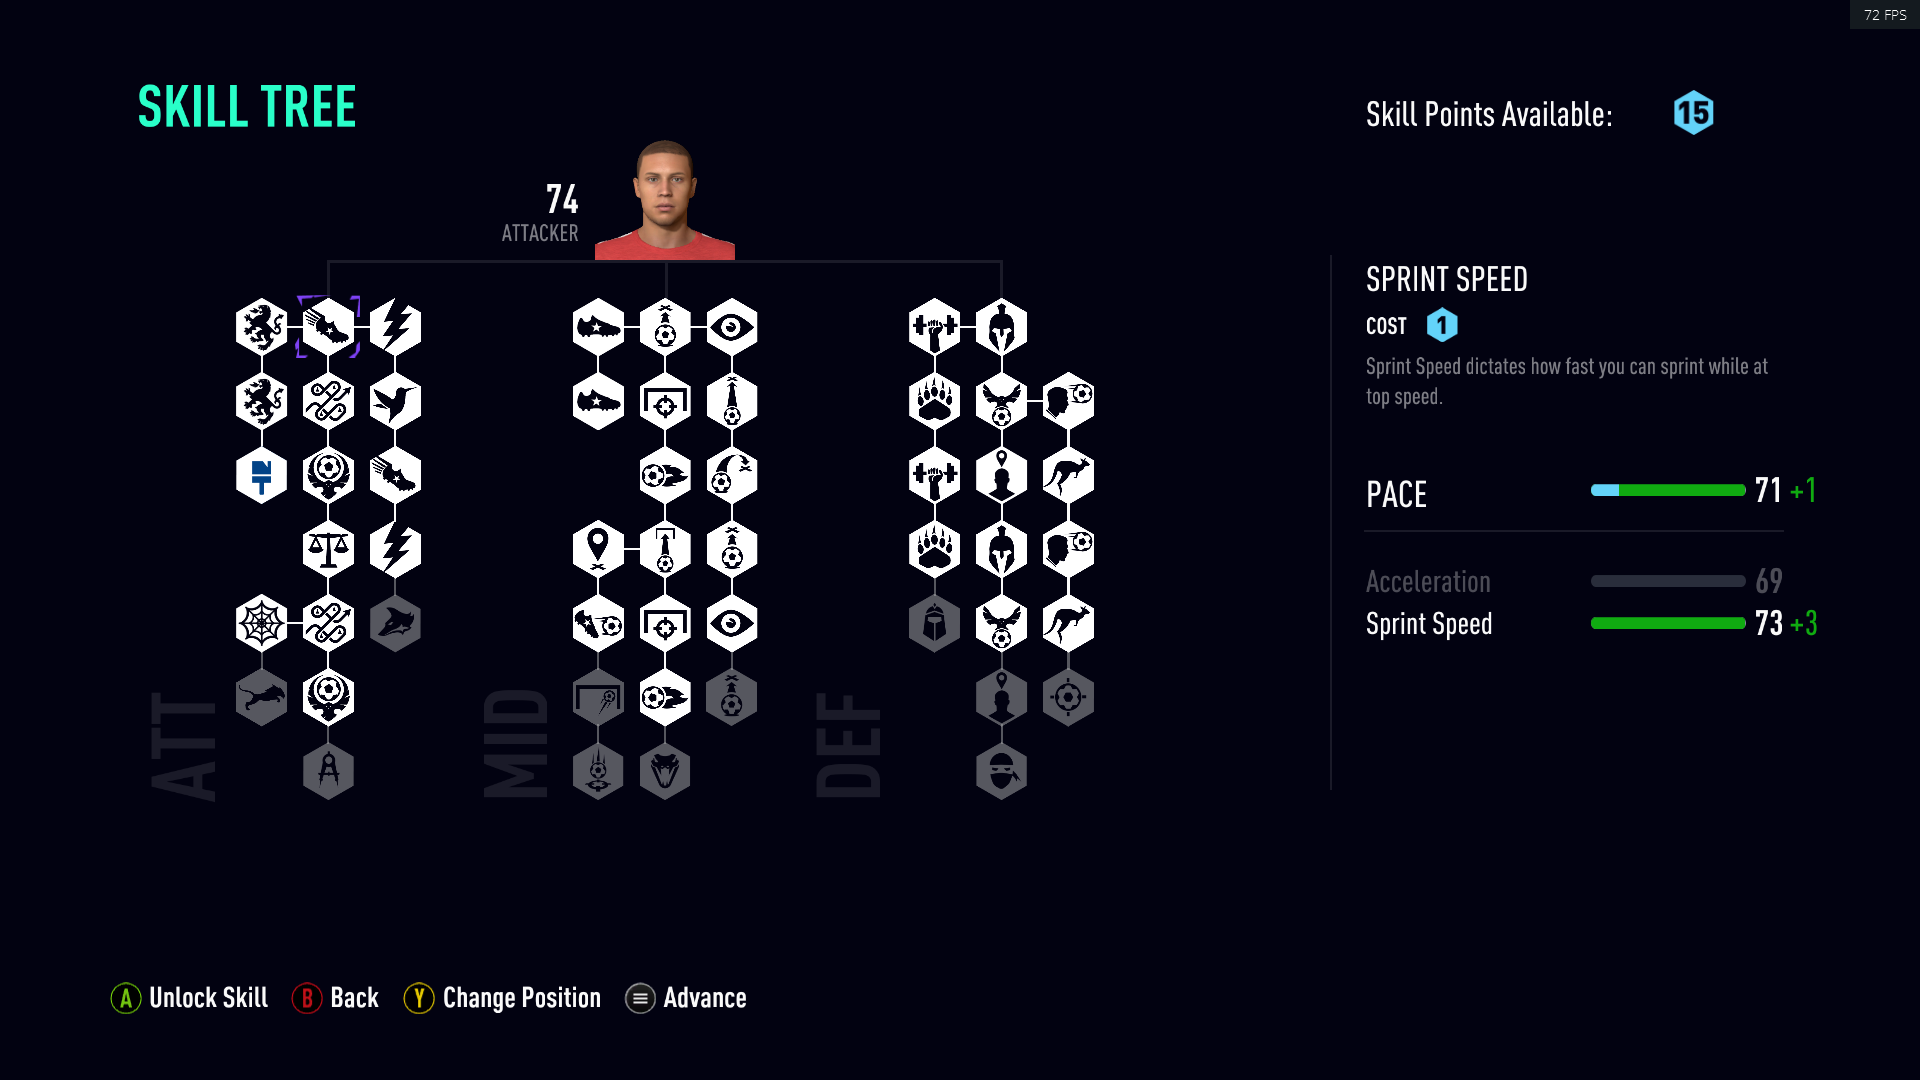 72 FPS
SKILL TREE
Skill Points Available: 15
74
ATTACKER
SPRINT SPEED
COST 1
Sprint Speed dictates how fast you can sprint while at
top speed.
PACE 71 +1
Acceleration 69
Sprint Speed 73 +3
ATT
MID
DEF
A Unlock Skill B Back Y Change Position Advance